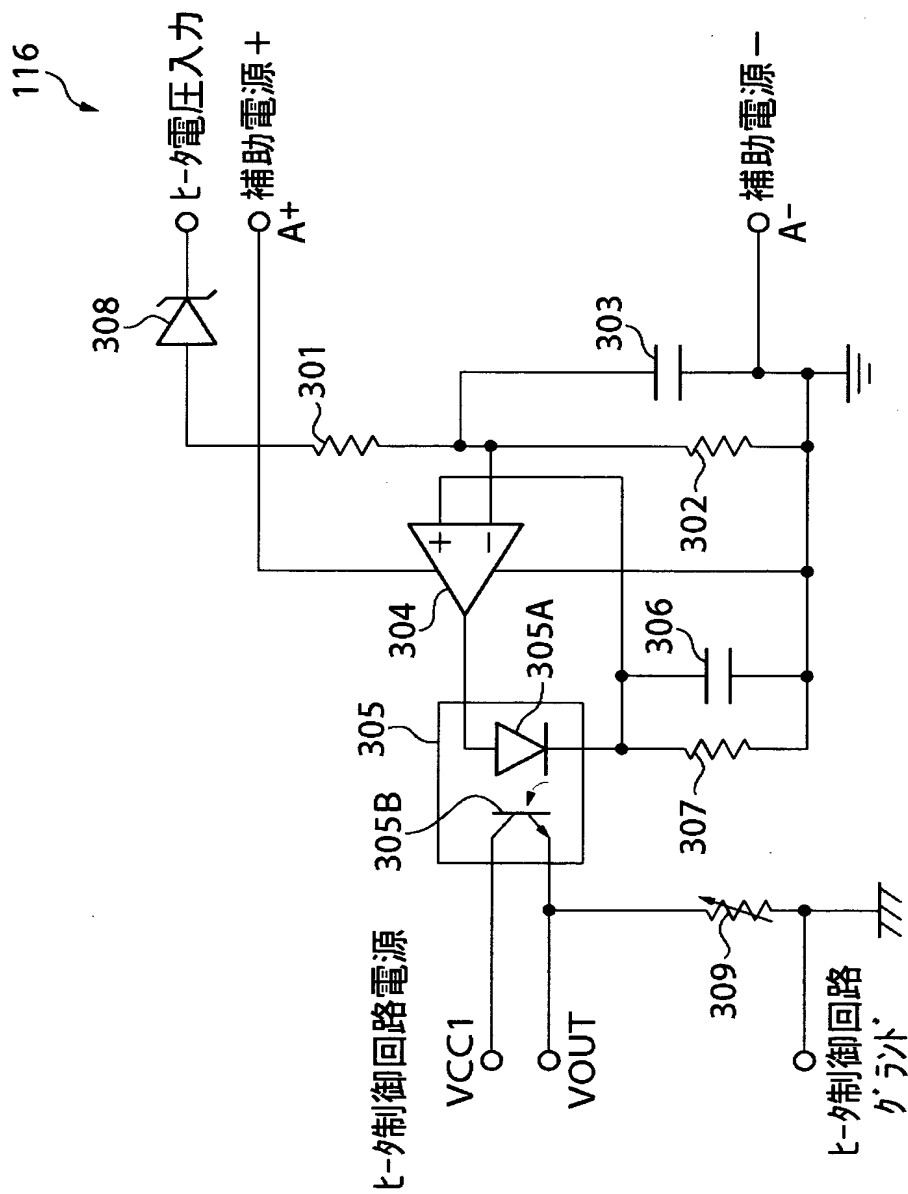 116
ﾋｰﾀ電圧入力
補助電源＋
A+
308
301
303
補助電源－
A-
302
+
－
304
305A
306
305
305B
307
ﾋｰﾀ制御回路電源
VCC1
VOUT
309
ﾋｰﾀ制御回路
ｸﾞﾗﾝﾄﾞ